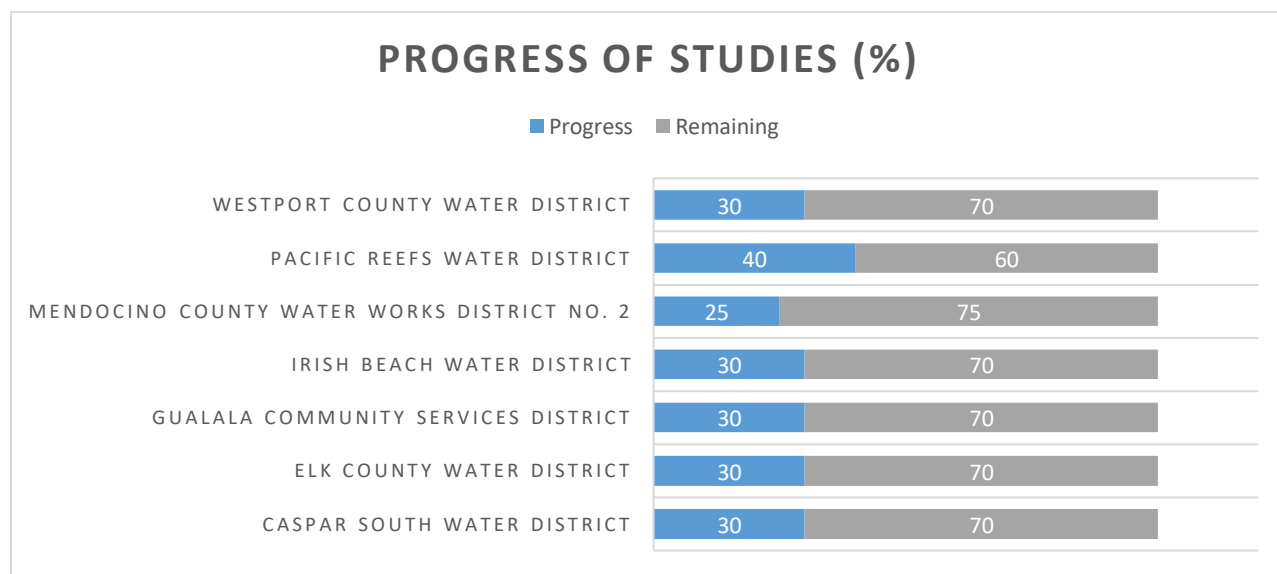 PROGRESS OF STUDIES (%)
Progress Remaining
WESTPORT COUNTY WATER DISTRICT 30 70
PACIFIC REEFS WATER DISTRICT 40 60
MENDOCINO COUNTY WATER WORKS DISTRICT NO. 2 25 75
IRISH BEACH WATER DISTRICT 30 70
GUALALA COMMUNITY SERVICES DISTRICT 30 70
ELK COUNTY WATER DISTRICT 30 70
CASPAR SOUTH WATER DISTRICT 30 70